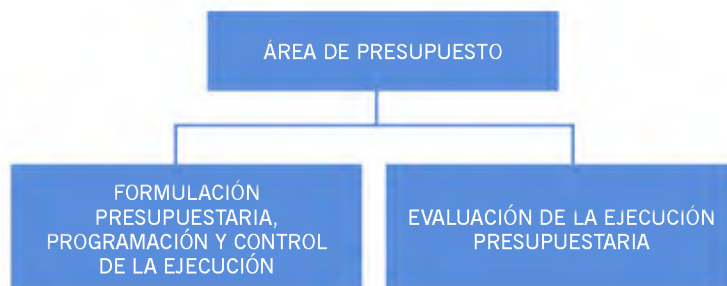 ÁREA DE PRESUPUESTO
FORMULACIÓN
PRESUPUESTARIA,
PROGRAMACIÓN Y CONTROL
DE LA EJECUCIÓN
EVALUACIÓN DE LA EJECUCIÓN
PRESUPUESTARIA